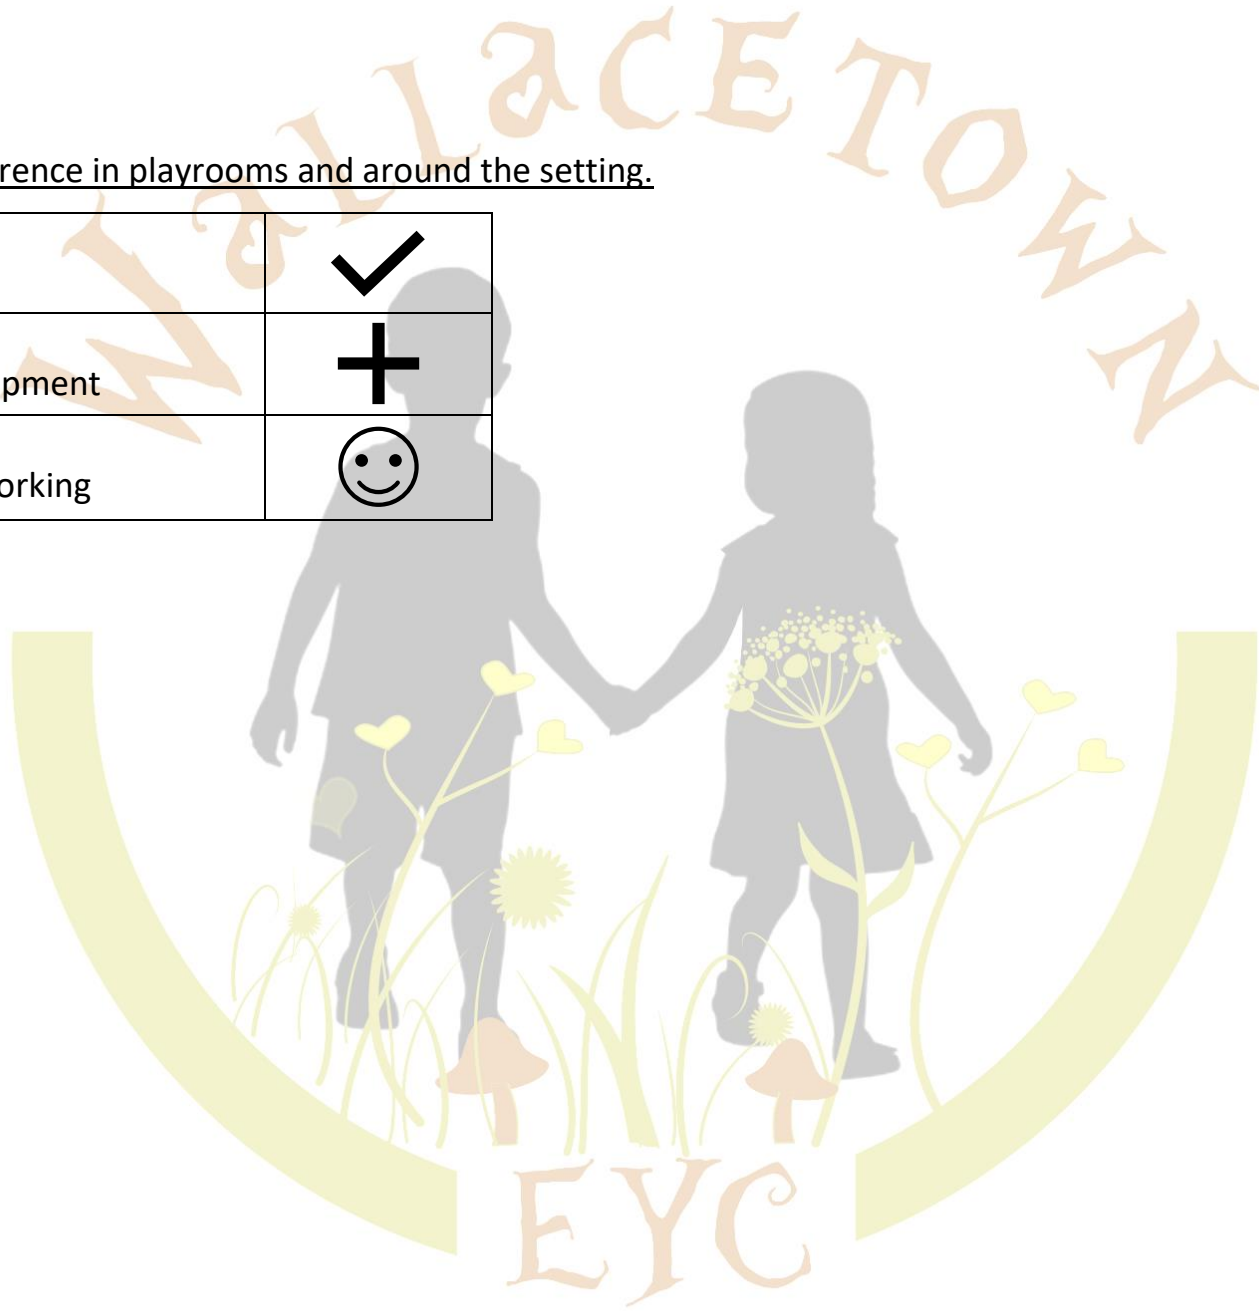 WallaceTown
rence in playrooms and around the setting.
✓
pment +
orking ☺
EYC